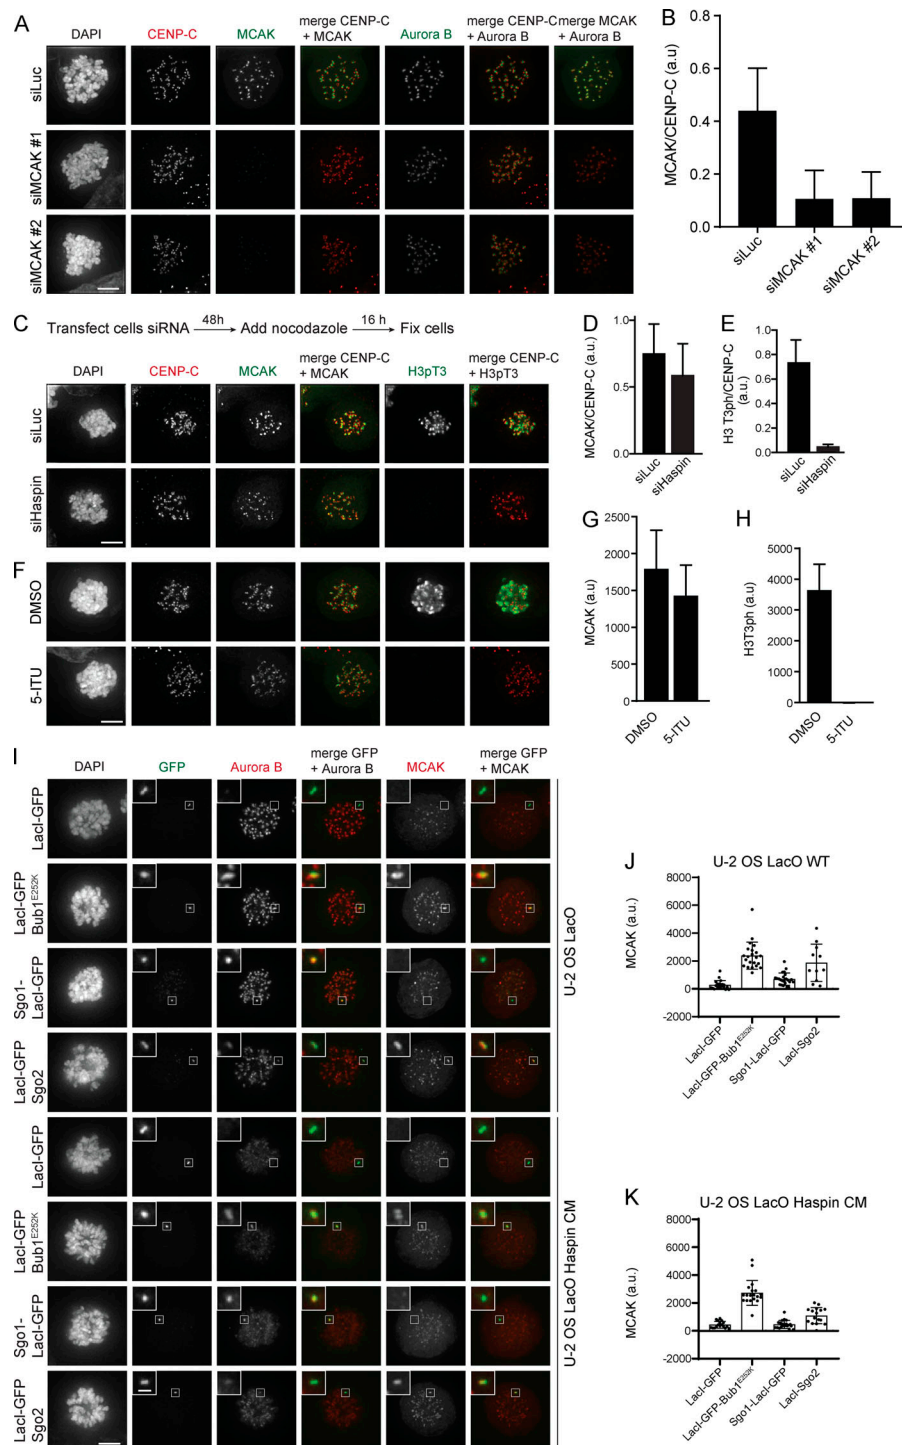 A
DAPI
CENP-C
MCAK
merge CENP-C
+ MCAK
Aurora B
merge CENP-C
+ Aurora B
merge MCAK
+ Aurora B
siLuc
siMCAK #1
siMCAK #2
B
MCAK/CENP-C (a.u)
0.8
0.6
0.4
0.2
0.0
siLuc
siMCAK #1
siMCAK #2
C
Transfect cells siRNA 48h Add nocodazole 16 h Fix cells
DAPI
CENP-C
MCAK
merge CENP-C
+ MCAK
H3pT3
merge CENP-C
+ H3pT3
siLuc
siHaspin
D
MCAK/CENP-C (a.u.)
1.0
0.5
0.0
siLuc
siHaspin
E
H3 T3ph/CENP-C
(a.u.)
1.0
0.8
0.6
0.4
0.2
0.0
siLuc
siHaspin
F
DMSO
5-ITU
G
MCAK (a.u)
2500
2000
1500
1000
500
0
DMSO
5-ITU
H
H3T3ph (a.u)
5000
4000
3000
2000
1000
0
DMSO
5-ITU
I
DAPI
GFP
Aurora B
merge GFP
+ Aurora B
MCAK
merge GFP
+ MCAK
LacI-GFP
LacI-GFP
Bub1E252K
Sgo1-
LacI-GFP
LacI-GFP
Sgo2
U-2 OS LacO
LacI-GFP
LacI-GFP
Bub1E252K
Sgo1-
LacI-GFP
LacI-GFP
Sgo2
U-2 OS LacO Haspin CM
J
U-2 OS LacO WT
MCAK (a.u.)
8000
6000
4000
2000
0
-2000
LacI-GFP
LacI-GFP-Bub1E252K
Sgo1-LacI-GFP
LacI-Sgo2
K
U-2 OS LacO Haspin CM
MCAK (a.u.)
8000
6000
4000
2000
0
-2000
LacI-GFP
LacI-GFP-Bub1E252K
Sgo1-LacI-GFP
LacI-Sgo2